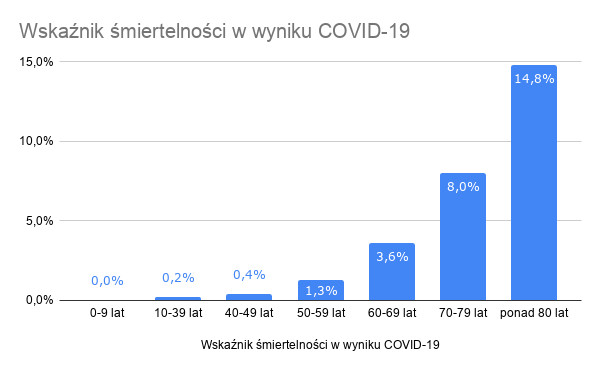 Wskaźnik śmiertelności w wyniku COVID-19
15,0%
10,0%
5,0%
0,0%
0,0%
0,2%
0,4%
1,3%
3,6%
8,0%
14,8%
0-9 lat
10-39 lat
40-49 lat
50-59 lat
60-69 lat
70-79 lat
ponad 80 lat
Wskaźnik śmiertelności w wyniku COVID-19